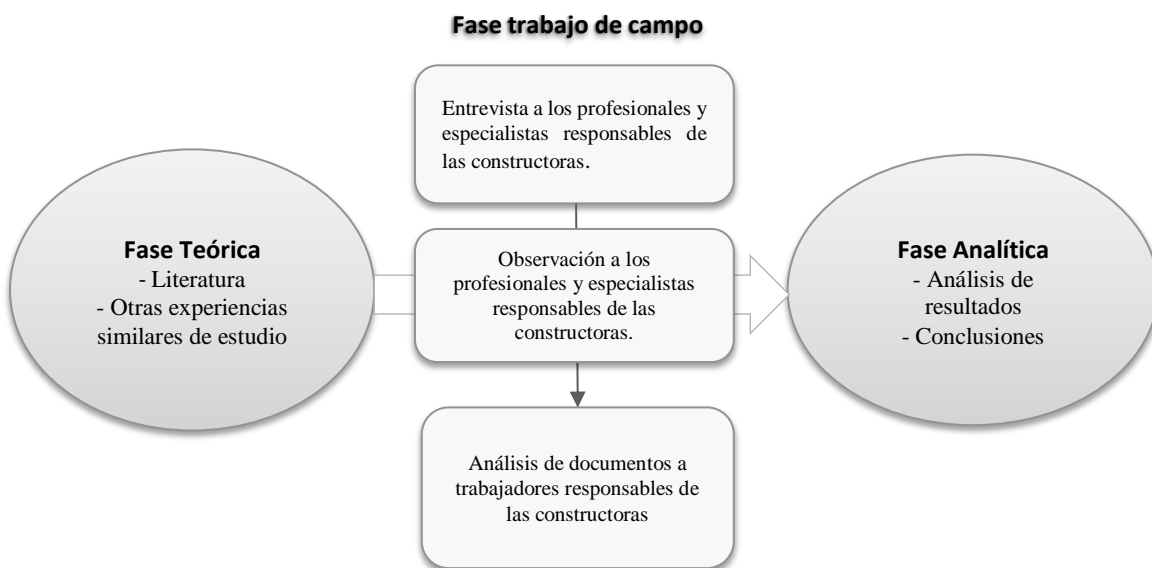 Fase trabajo de campo
Entrevista a los profesionales y
especialistas responsables de
las constructoras.
Fase Teórica
- Literatura
- Otras experiencias
similares de estudio
Observación a los
profesionales y especialistas
responsables de las
constructoras.
Fase Analítica
- Análisis de
resultados
- Conclusiones
Análisis de documentos a
trabajadores responsables de
las constructoras